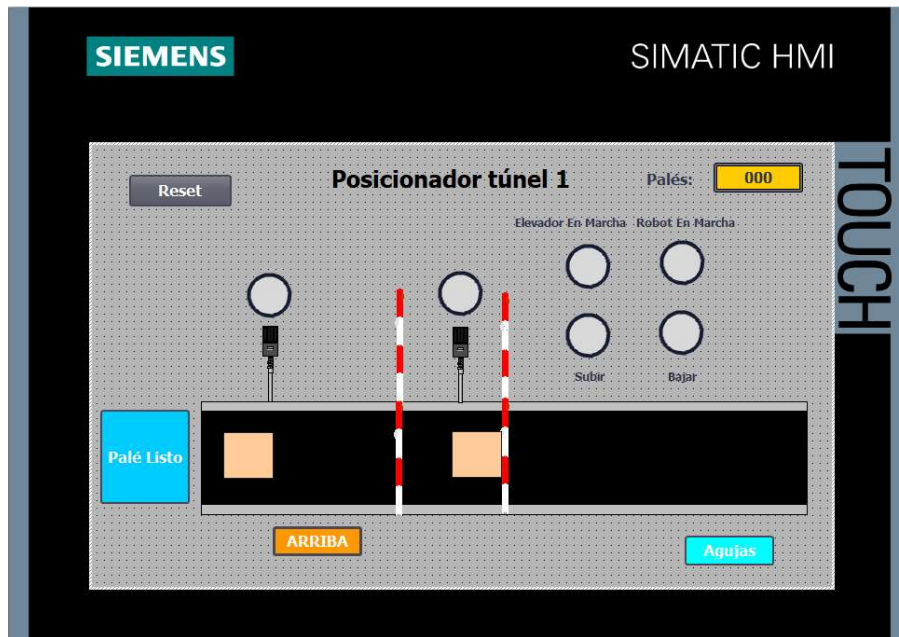 SIEMENS
SIMATIC HMI
TOUCH
Reset
Posicionador túnel 1
Palés:
000
Elevador En Marcha
Robot En Marcha
Subir
Bajar
Palé Listo
ARRIBA
Agujas